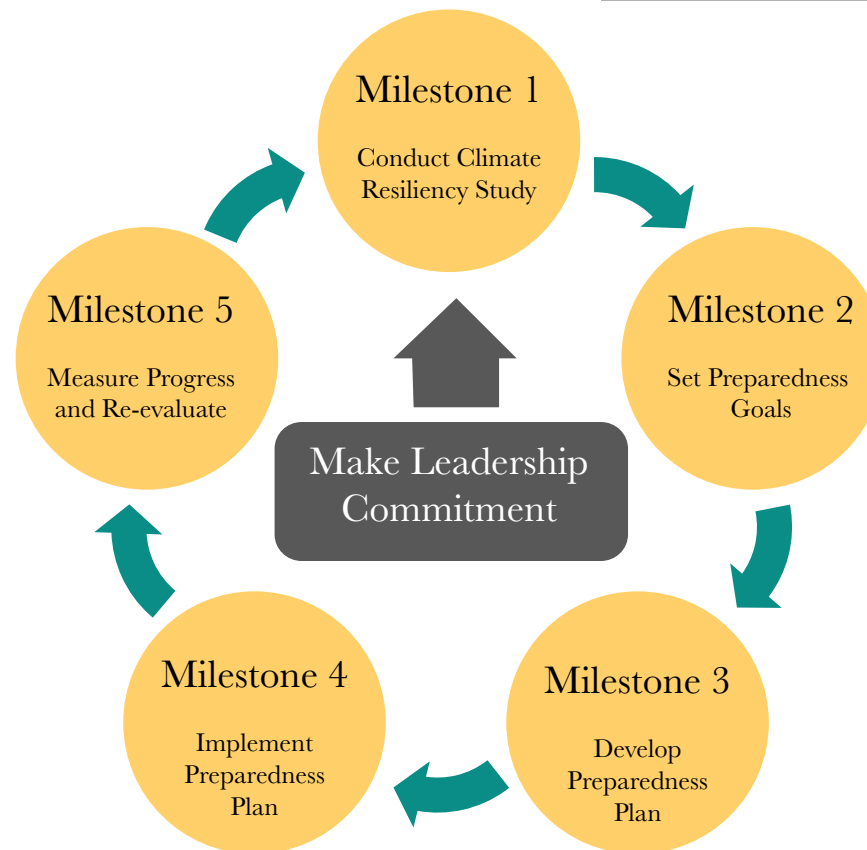 Milestone 1
Conduct Climate
Resiliency Study
Milestone 2
Set Preparedness
Goals
Milestone 3
Develop
Preparedness
Plan
Milestone 4
Implement
Preparedness
Plan
Milestone 5
Measure Progress
and Re-evaluate
Make Leadership
Commitment